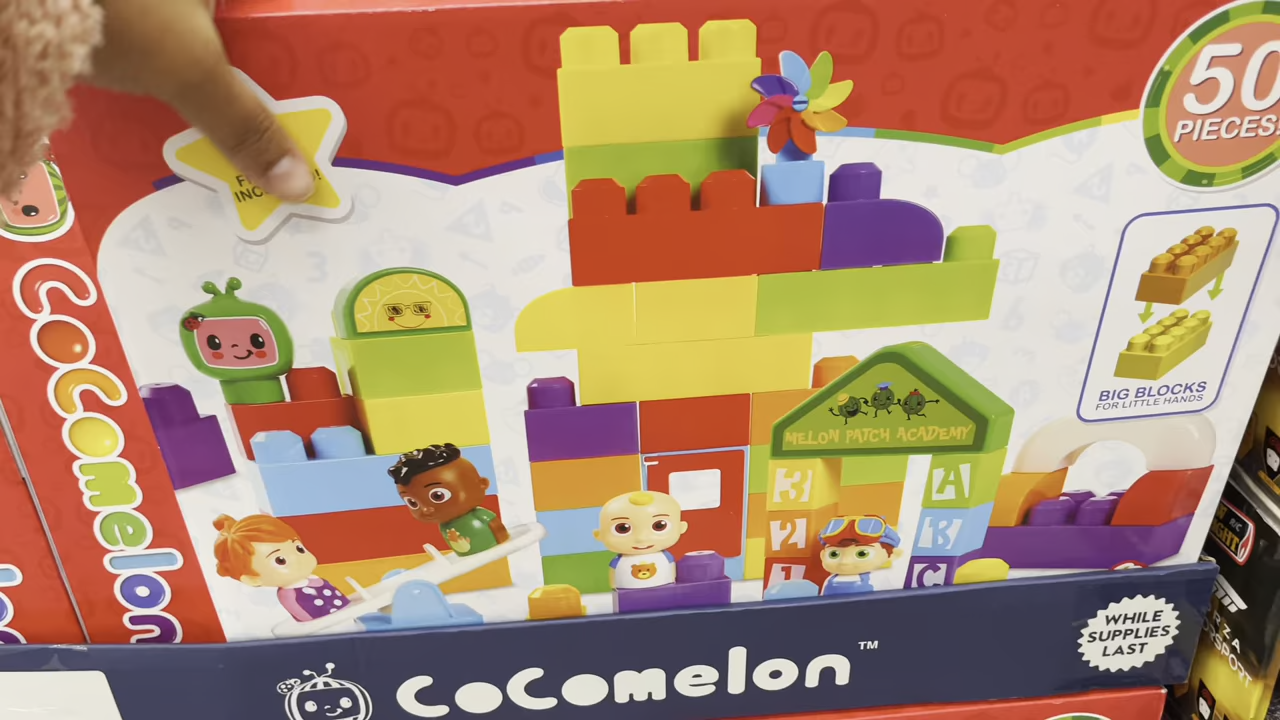 50
PIECES!
BIG BLOCKS
FOR LITTLE HANDS
MELON PATCH ACADEMY
3
A
2
B
1
C
CoComelon
WHILE
SUPPLIES
LAST
CoComelon™